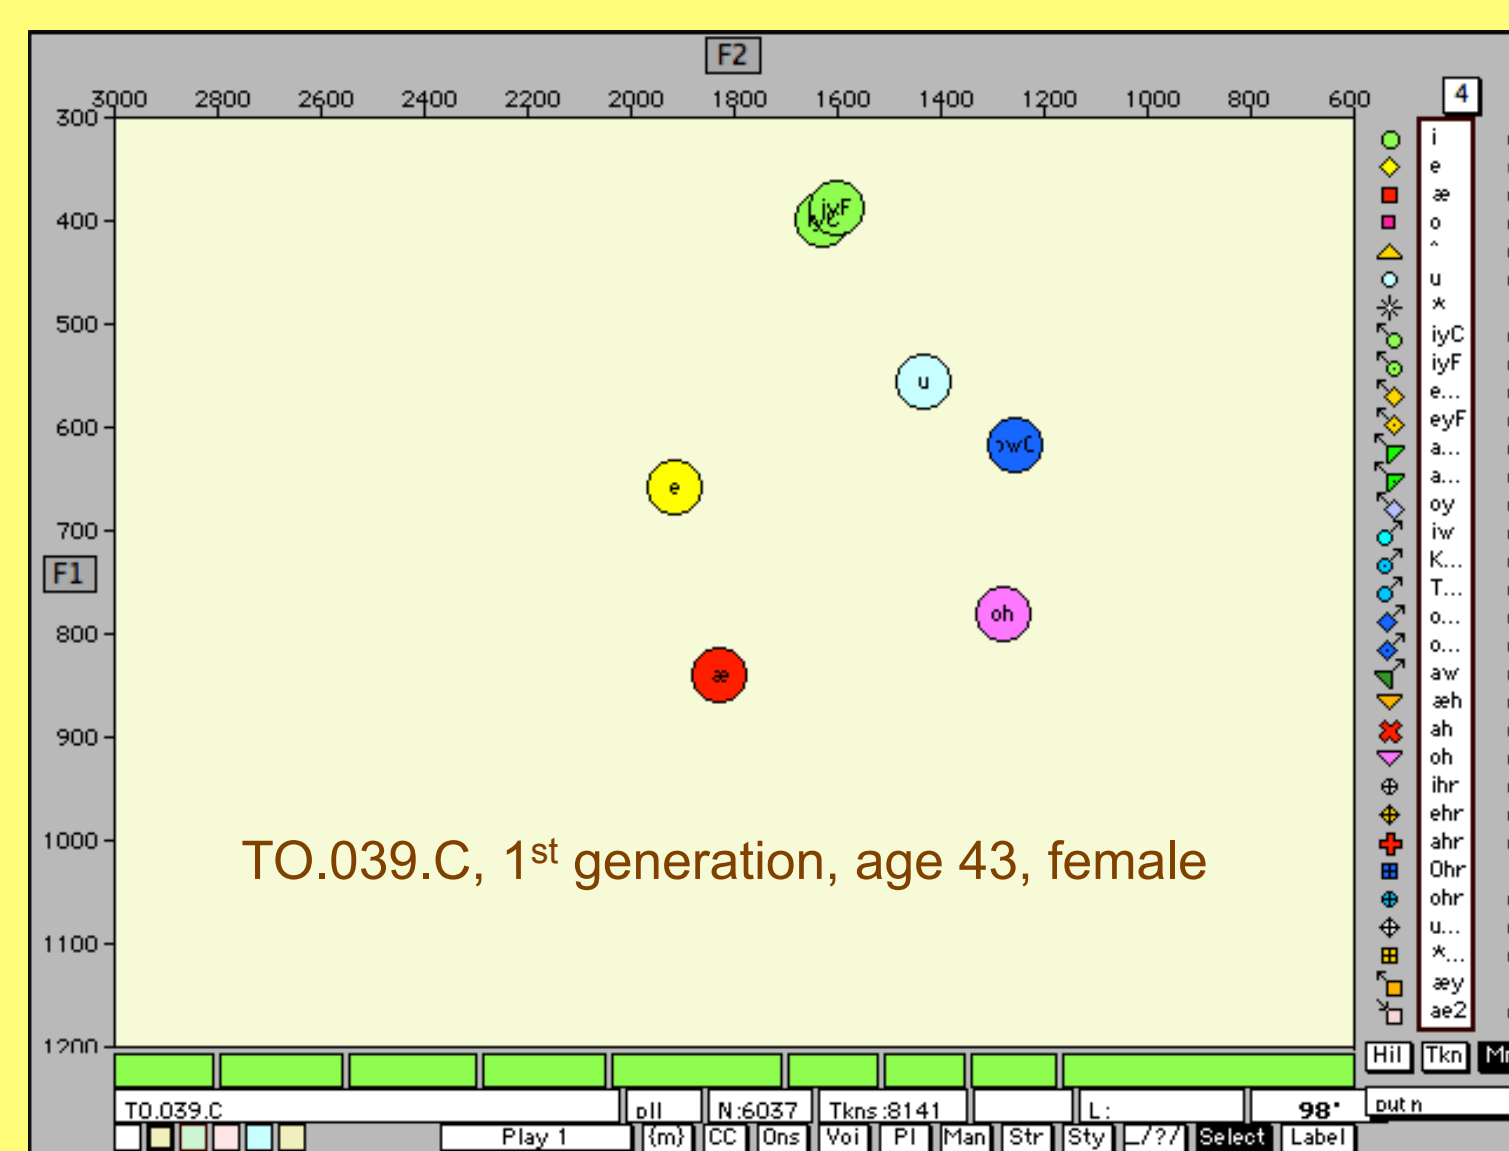 F2
3000 2800 2600 2400 2200 2000 1800 1600 1400 1200 1000 800 600
4
300
400
500
600
700
F1
800
900
1000
1100
1200
iyF
u
owC
e
oh
æ
TO.039.C, 1st generation, age 43, female
i
e
æ
o
^
u
*
iyC
iyF
e...
eyF
a...
a...
oy
iw
K...
T...
o...
o...
aw
æh
ah
oh
ihr
ehr
ahr
Ohr
ohr
u...
*...
æy
ae2
Hil Tkn
TO.039.C N:6037 Tkns:8141 L: 98°
Play 1 {m} CC Ons Voi Pl Man Str Sty _/?/ Select Label